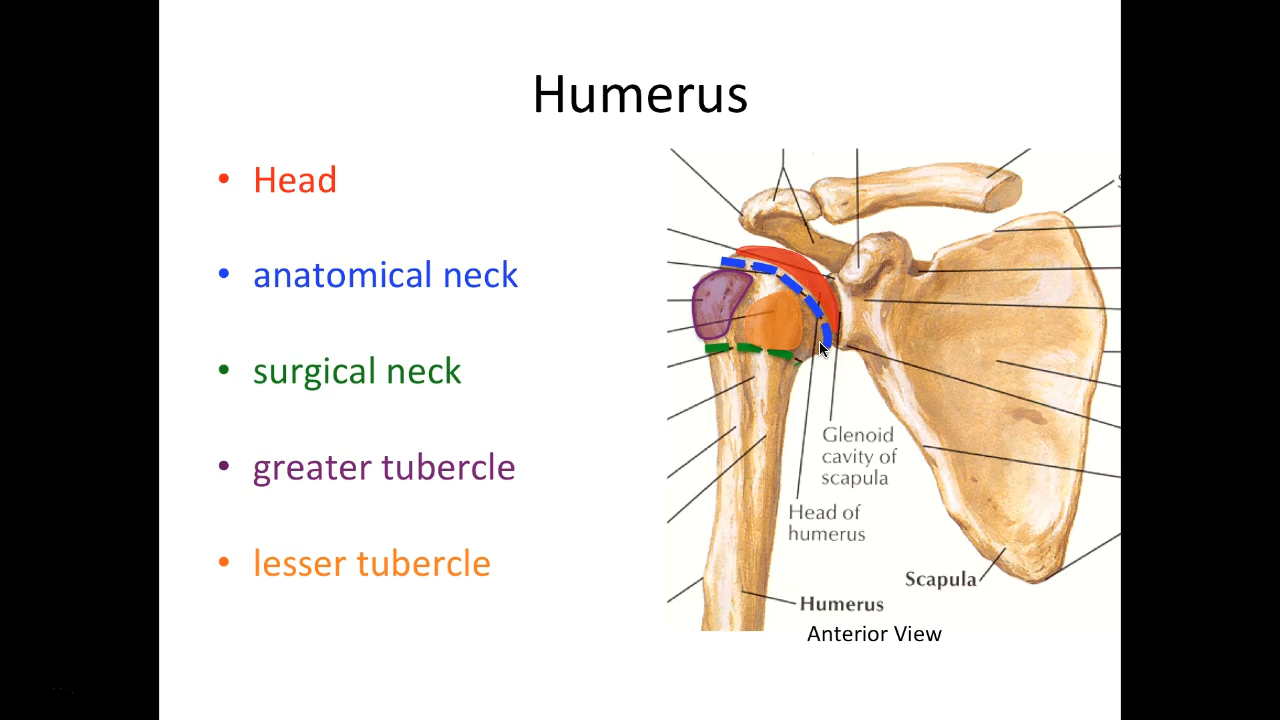 Humerus
• Head
• anatomical neck
• surgical neck
• greater tubercle
• lesser tubercle
Glenoid
cavity of
scapula
Head of
humerus
Scapula
Humerus
Anterior View